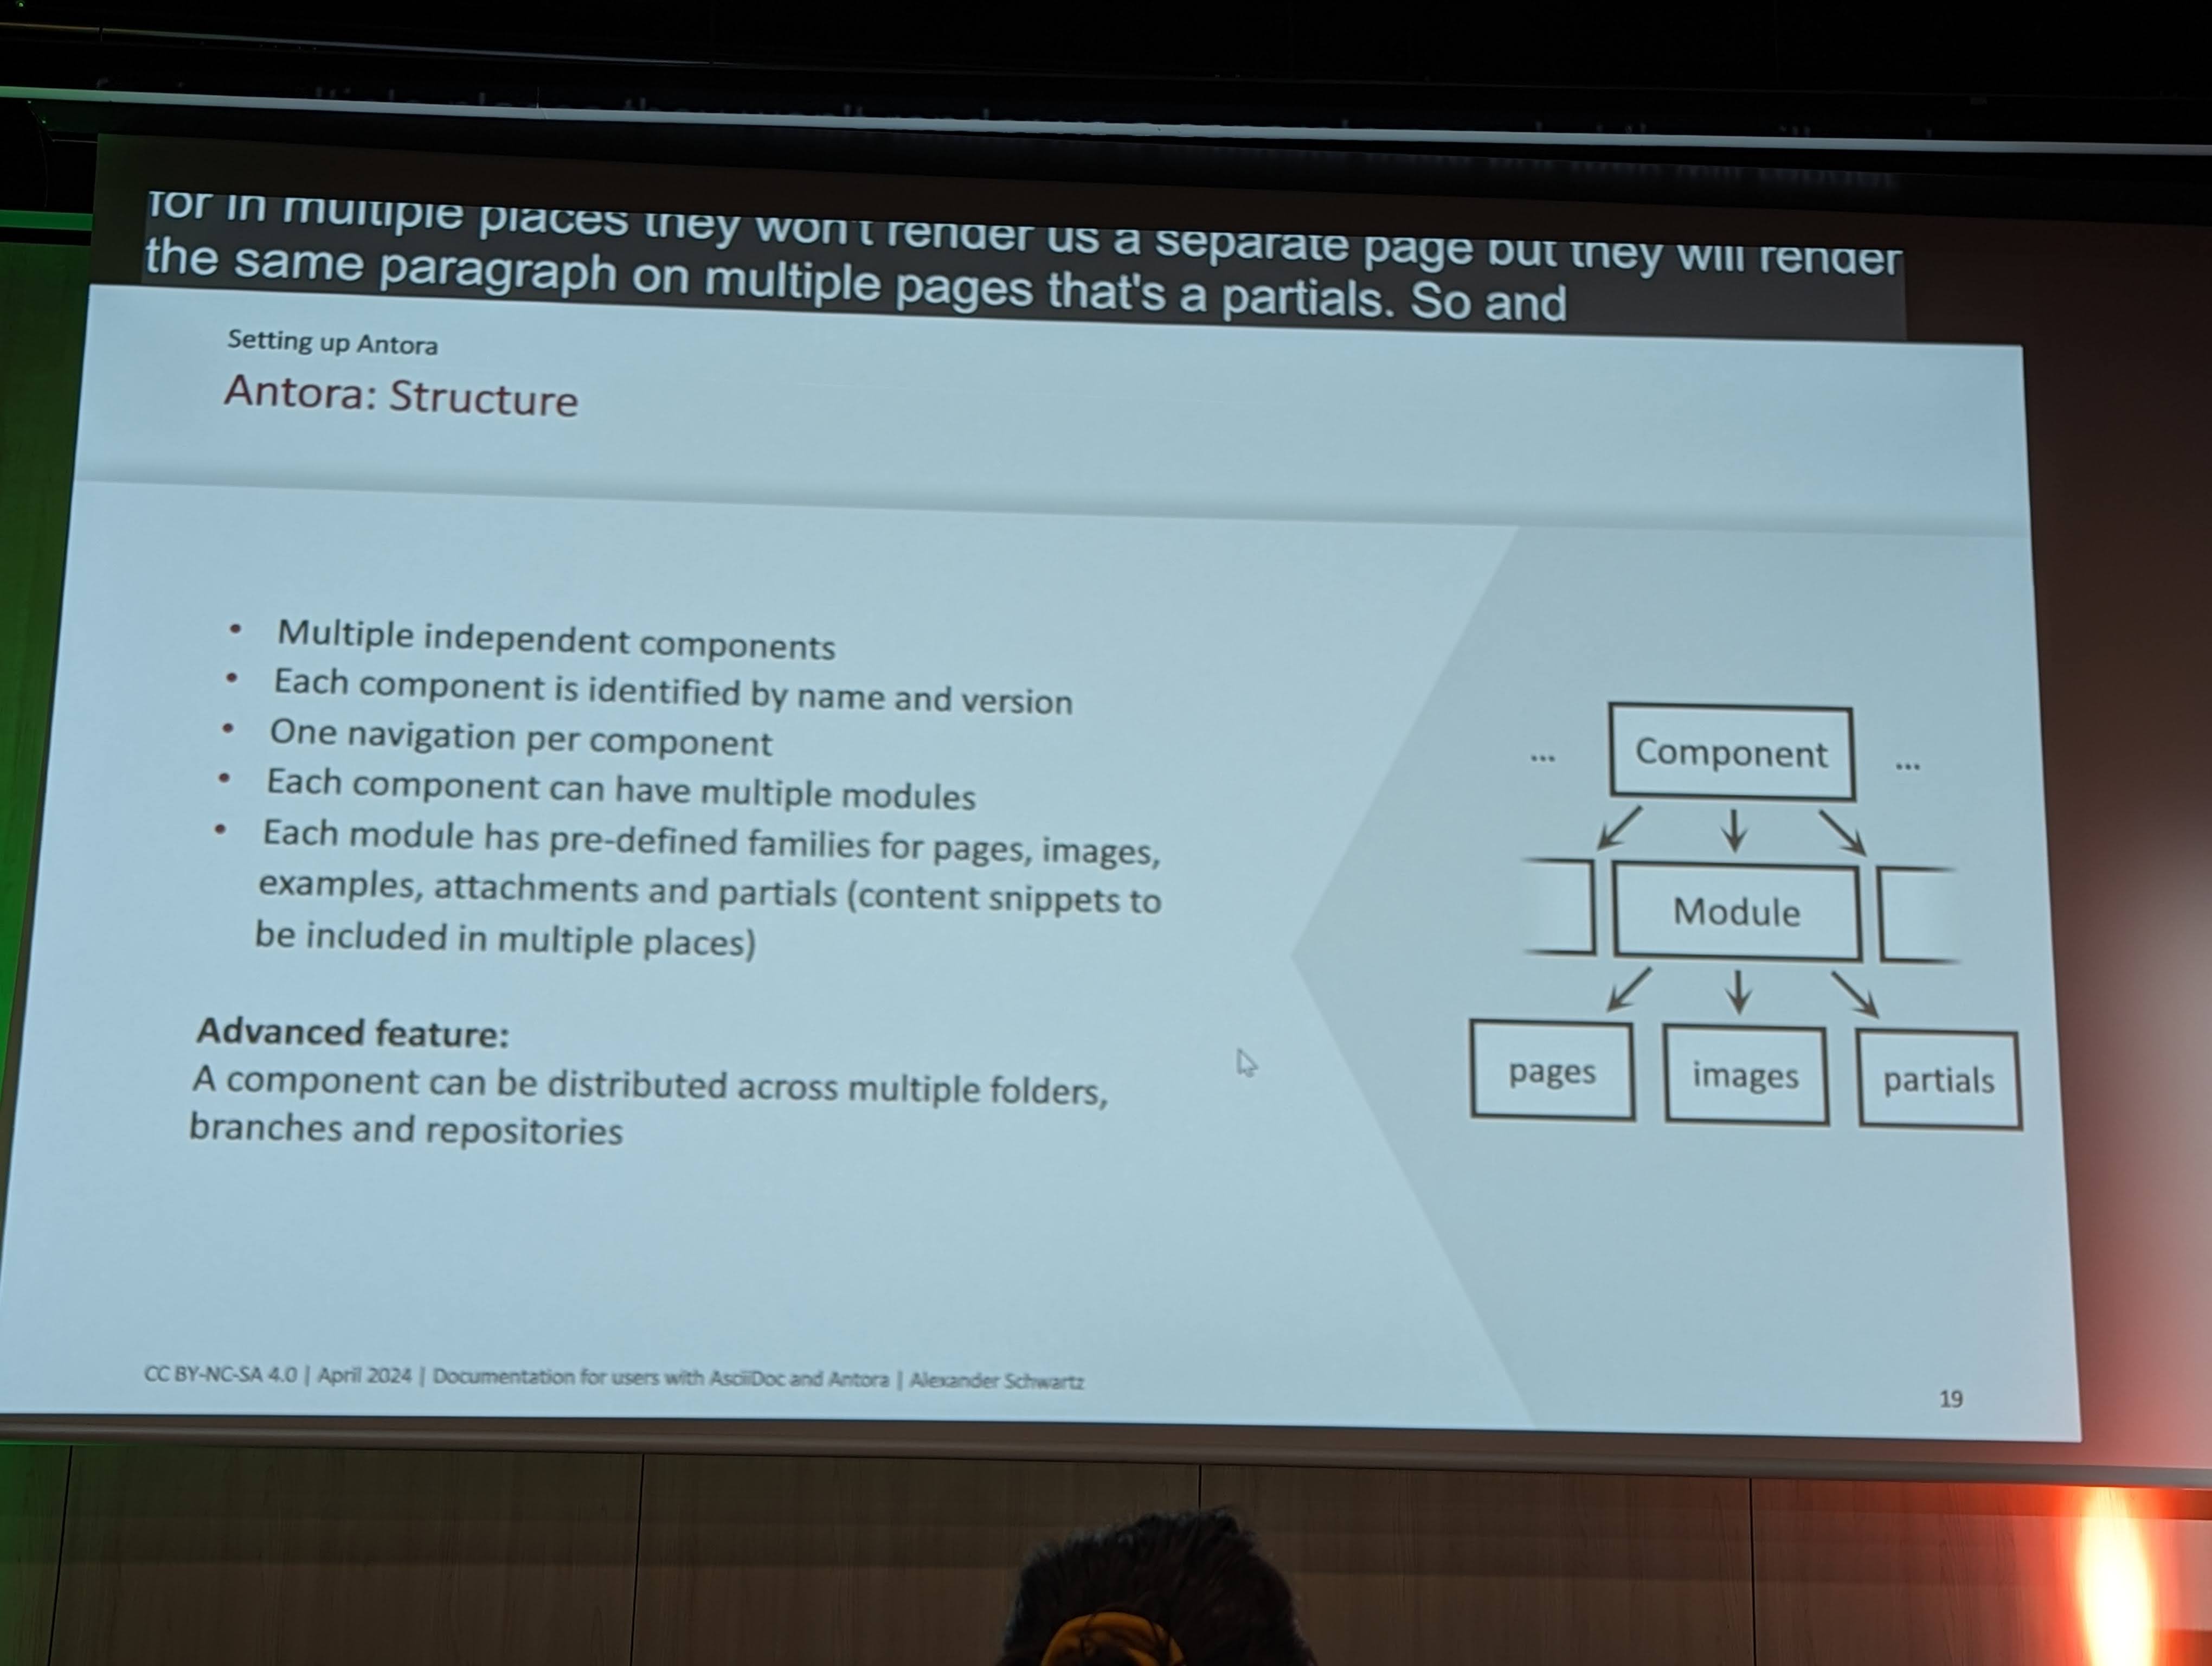 for in multiple places they won't render us a separate page but they will render
the same paragraph on multiple pages that's a partials. So and
Setting up Antora
Antora: Structure
• Multiple independent components
• Each component is identified by name and version
• One navigation per component
• Each component can have multiple modules
• Each module has pre-defined families for pages, images,
examples, attachments and partials (content snippets to
be included in multiple places)
Advanced feature:
A component can be distributed across multiple folders,
branches and repositories
... Component ...
Module
pages images partials
CC BY-NC-SA 4.0 | April 2024 | Documentation for users with AsciiDoc and Antora | Alexander Schwartz
19